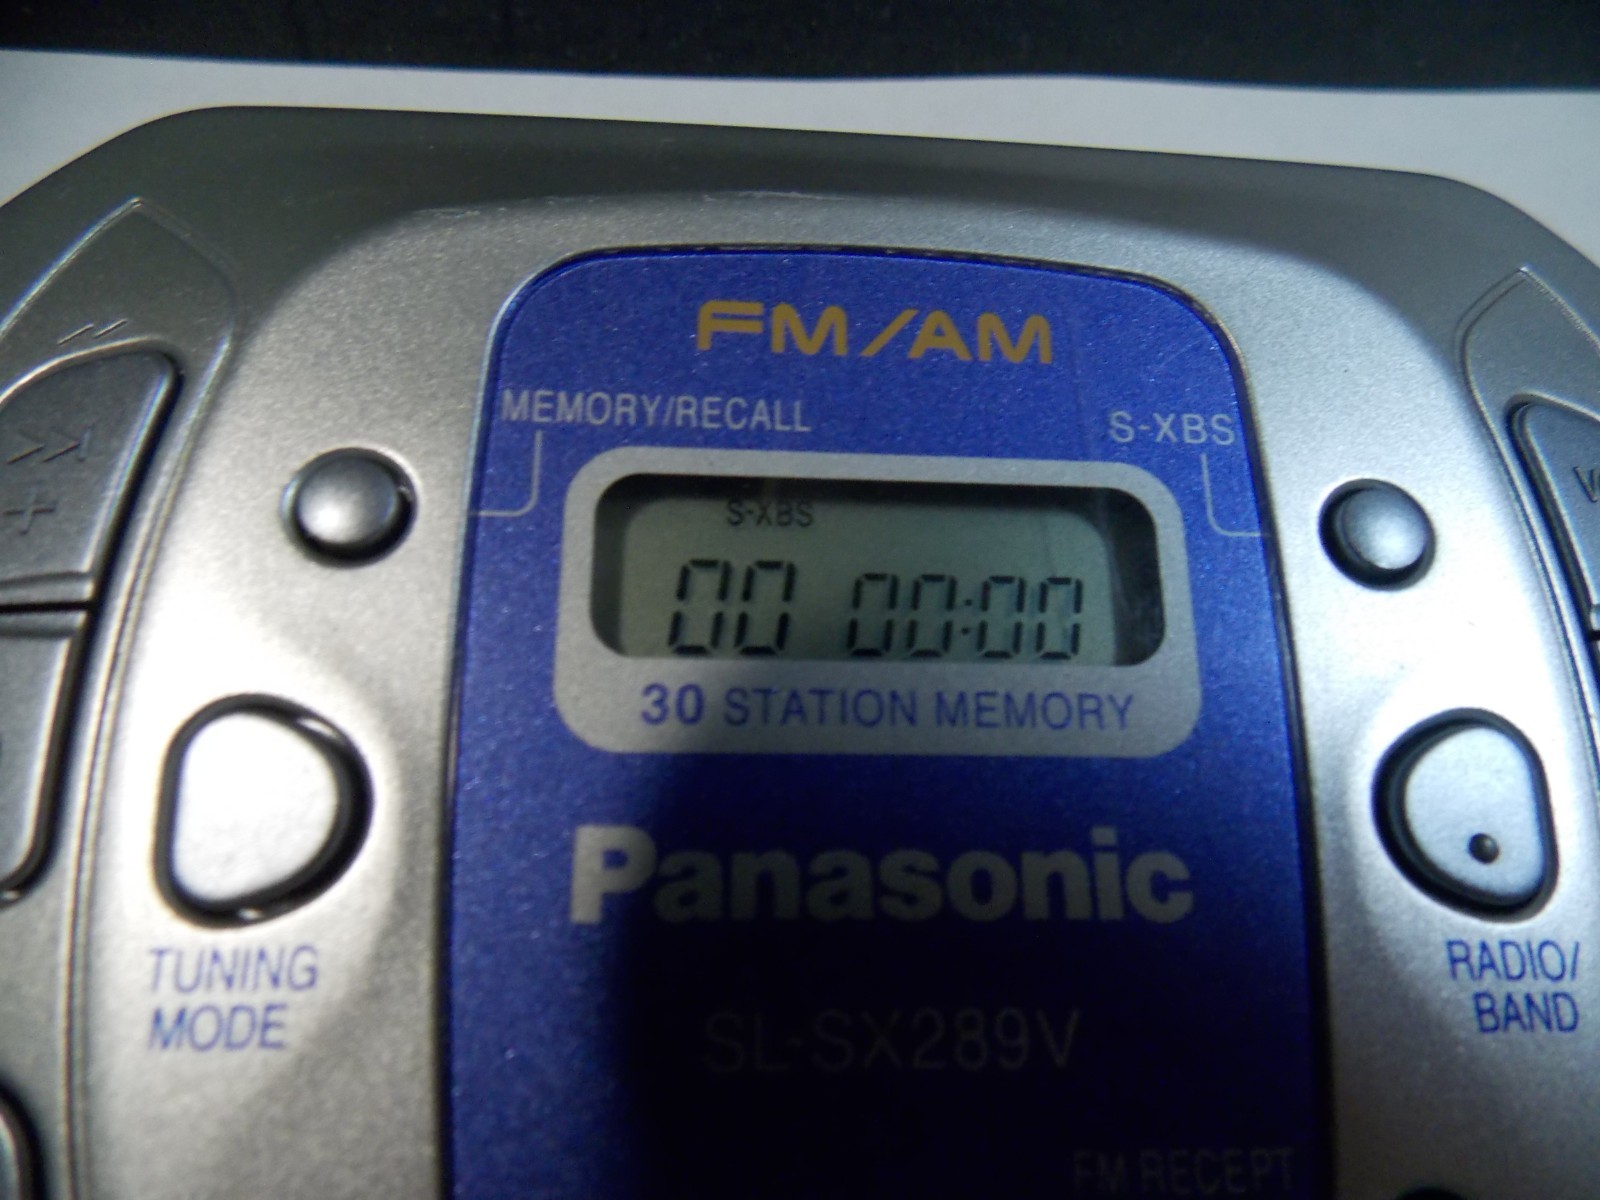 FM/AM
MEMORY/RECALL
S-XBS
S-XBS
00 00:00
30 STATION MEMORY
Panasonic
TUNING
MODE
RADIO/
BAND
SL-SX289V
FM RECEPT